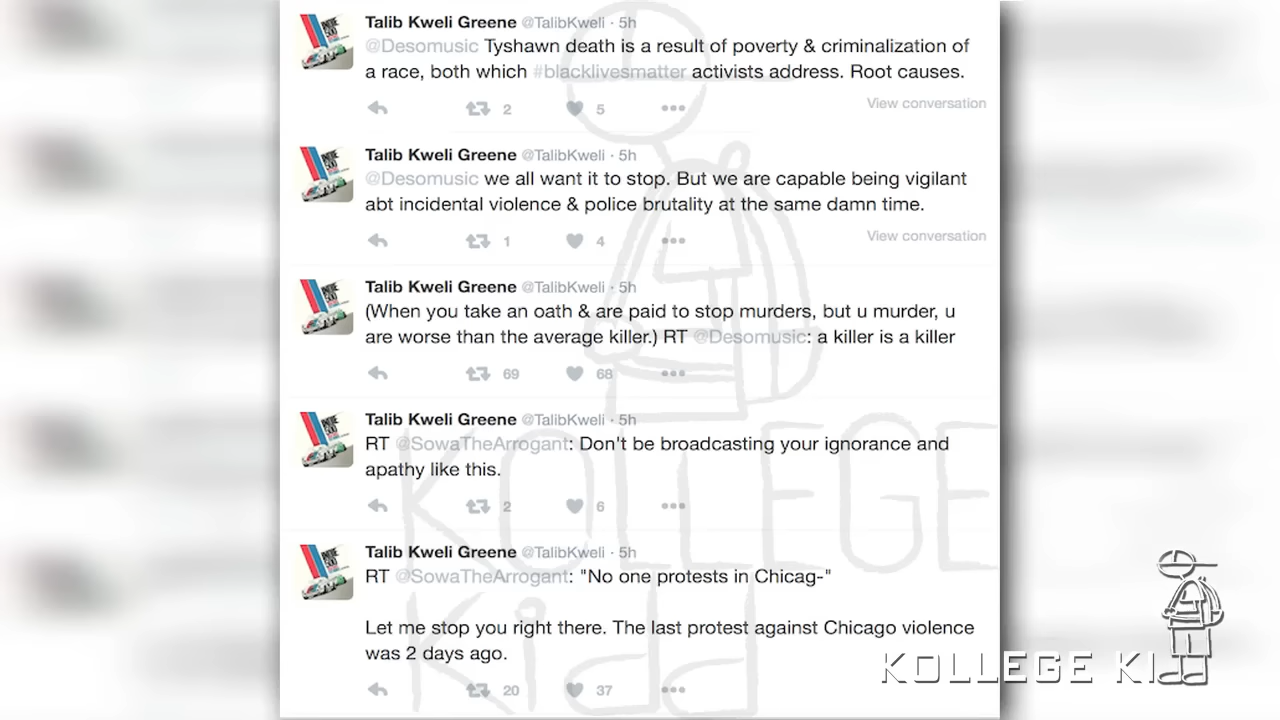 Talib Kweli Greene @TalibKweli · 5h
@Desomusic Tyshawn death is a result of poverty & criminalization of
a race, both which #blacklivesmatter activists address. Root causes.
2 5
View conversation
Talib Kweli Greene @TalibKweli · 5h
@Desomusic we all want it to stop. But we are capable being vigilant
abt incidental violence & police brutality at the same damn time.
1 4
View conversation
Talib Kweli Greene @TalibKweli · 5h
(When you take an oath & are paid to stop murders, but u murder, u
are worse than the average killer.) RT @Desomusic: a killer is a killer
69 68
Talib Kweli Greene @TalibKweli · 5h
RT @SowaTheArrogant: Don't be broadcasting your ignorance and
apathy like this.
2 6
Talib Kweli Greene @TalibKweli · 5h
RT @SowaTheArrogant: "No one protests in Chicag-"
Let me stop you right there. The last protest against Chicago violence
was 2 days ago.
20 37
KOLLEGE
Kidd
KOLLEGE KIdd